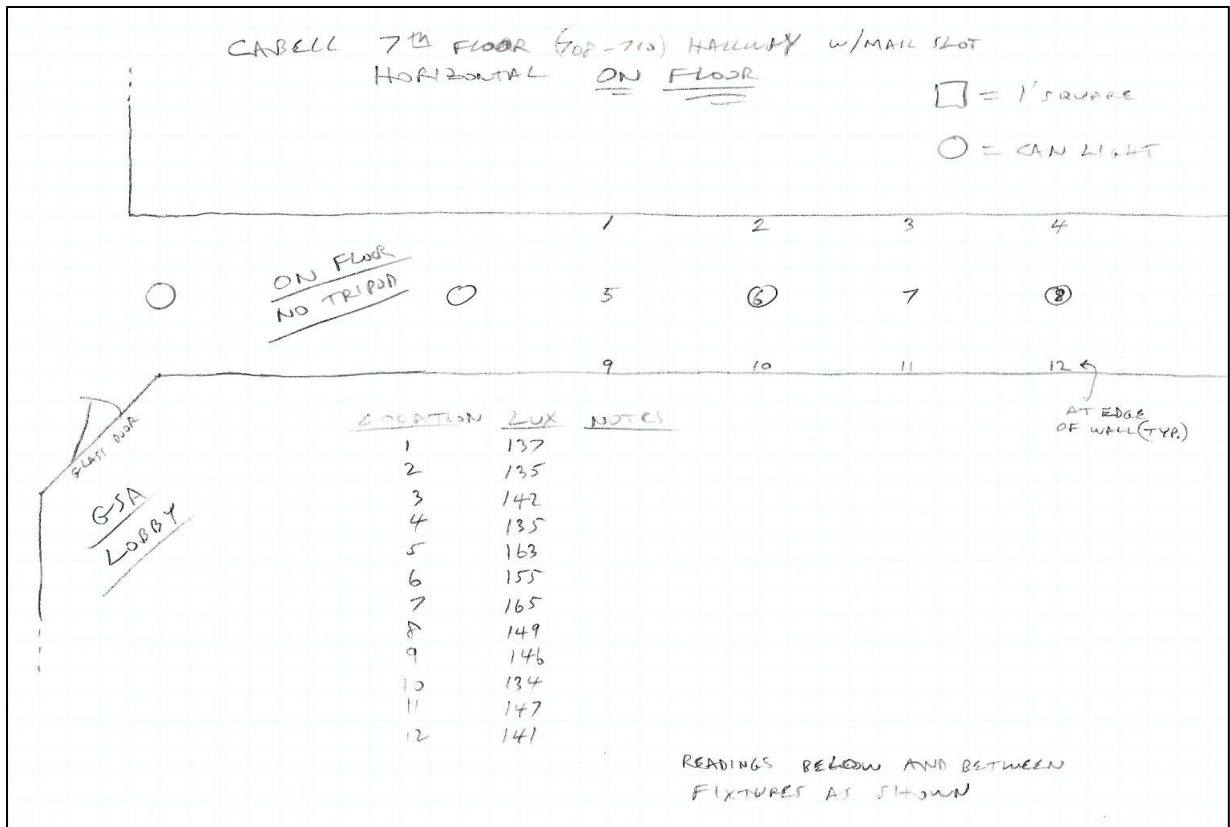 CABELL 7TH FLOOR (708-710) HALLWAY W/MAIL SLOT
HORIZONTAL ON FLOOR
= 1' SQUARE
= CAN LIGHT
1 2 3 4
ON FLOOR
NO TRIPOD
5 6 7 8
9 10 11 12
AT EDGE
OF WALL (TYP.)
GLASS DOOR
GSA
LOBBY
LOCATION LUX NOTES
1 137
2 135
3 142
4 135
5 163
6 155
7 165
8 149
9 146
10 134
11 147
12 141
READINGS BELOW AND BETWEEN
FIXTURES AS SHOWN